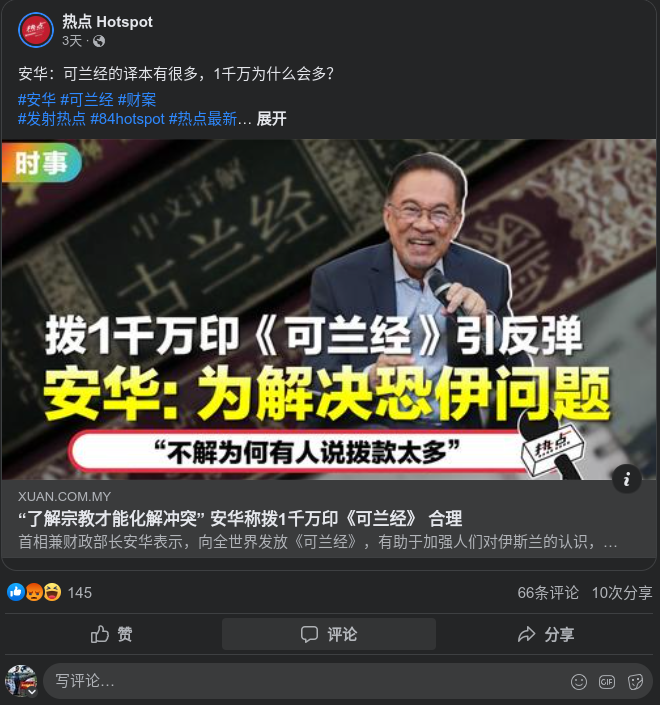 热点 Hotspot
3天 ·
安华：可兰经的译本有很多，1千万为什么会多？
#安华 #可兰经 #财案
#发射热点 #84hotspot #热点最新… 展开
时事
中文译解
古兰经
拨1千万印《可兰经》引反弹
安华: 为解决恐伊问题
“不解为何有人说拨款太多”
热点
XUAN.COM.MY
“了解宗教才能化解冲突” 安华称拨1千万印《可兰经》 合理
首相兼财政部长安华表示，向全世界发放《可兰经》，有助于加强人们对伊斯兰的认识，…
145
66条评论 10次分享
赞 评论 分享
写评论… GIF